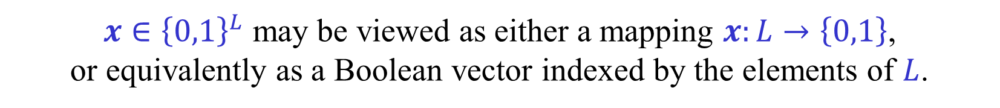 𝒙 ∈ {0,1}ᴸ may be viewed as either a mapping 𝒙: 𝐿 → {0,1},
or equivalently as a Boolean vector indexed by the elements of 𝐿.